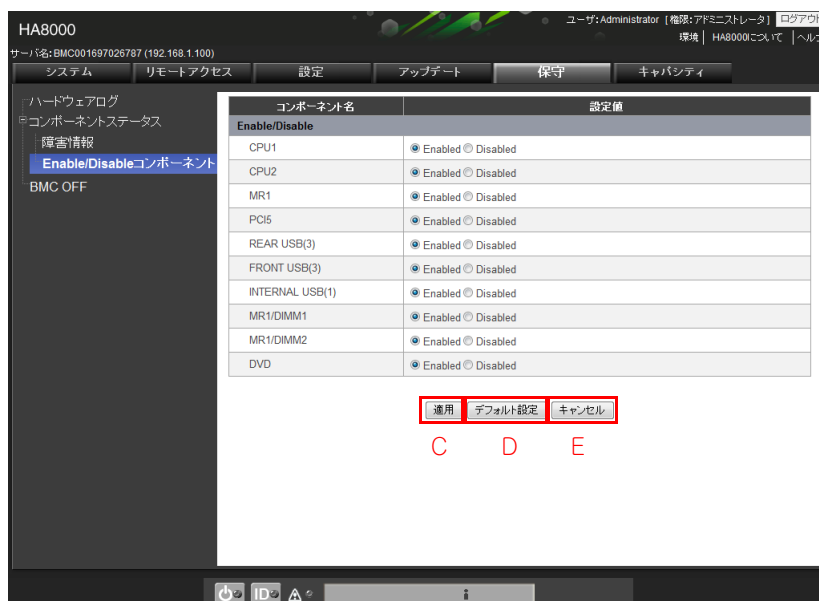 HA8000
ユーザ:Administrator [権限:アドミニストレータ] ログアウト
環境 | HA8000について | ヘル
サーバ名:BMC001697026787 (192.168.1.100)
システム リモートアクセス 設定 アップデート 保守 キャパシティ
ハードウェアログ
コンポーネントステータス
障害情報
Enable/Disableコンポーネント
BMC OFF
コンポーネント名 設定値
Enable/Disable
CPU1 Enabled Disabled
CPU2 Enabled Disabled
MR1 Enabled Disabled
PCI5 Enabled Disabled
REAR USB(3) Enabled Disabled
FRONT USB(3) Enabled Disabled
INTERNAL USB(1) Enabled Disabled
MR1/DIMM1 Enabled Disabled
MR1/DIMM2 Enabled Disabled
DVD Enabled Disabled
適用 デフォルト設定 キャンセル
C D E
ID